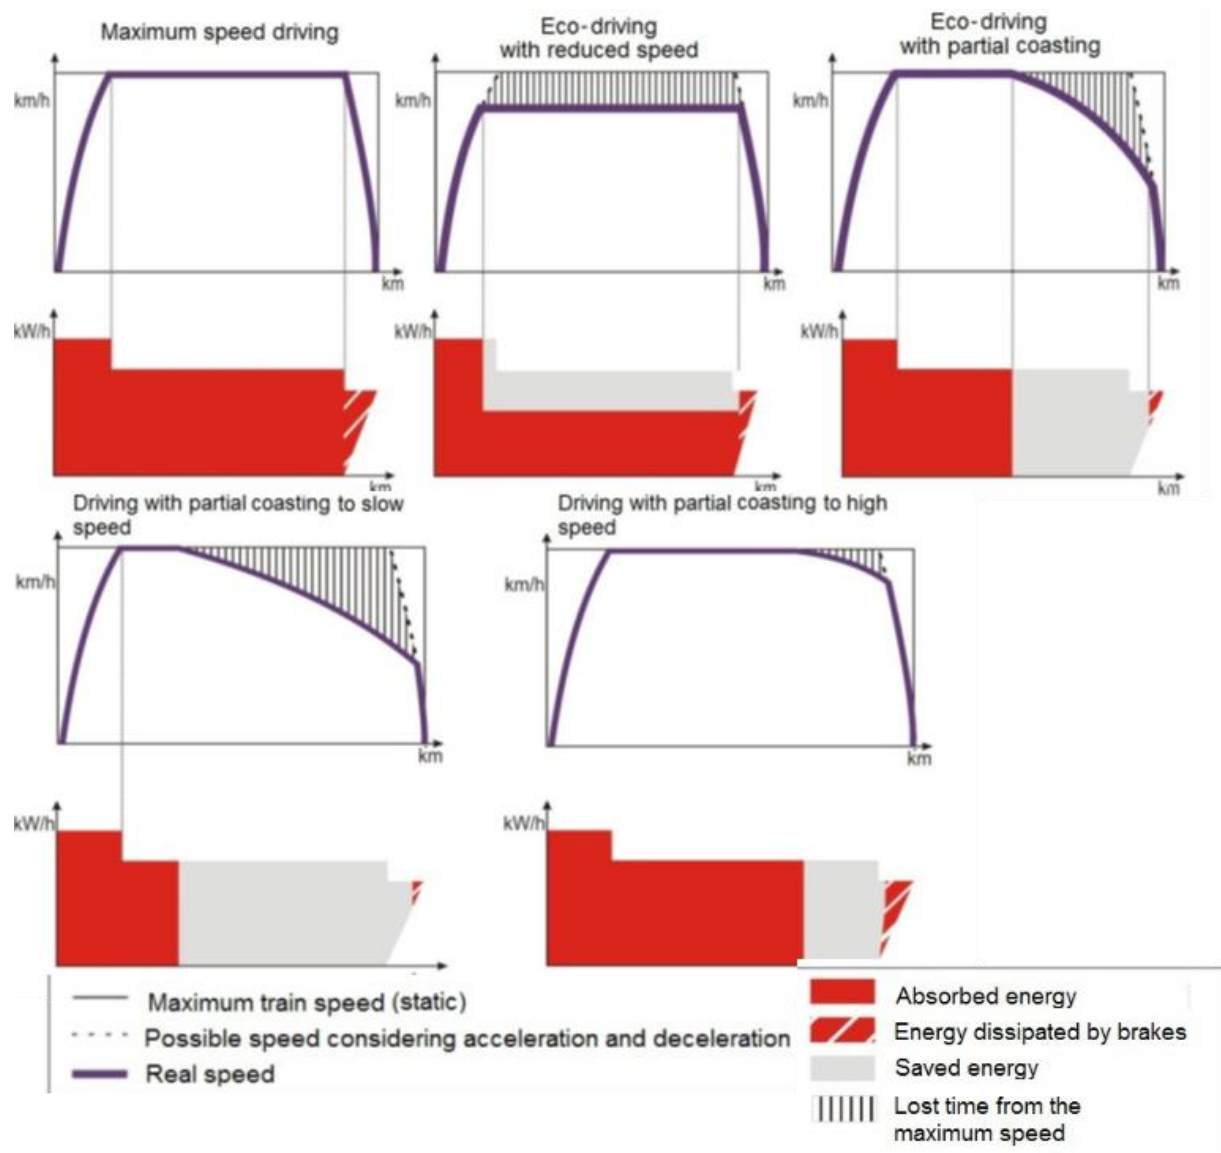 Maximum speed driving
Eco-driving
with reduced speed
Eco-driving
with partial coasting
km/h
km/h
km/h
km
km
km
kW/h
kW/h
kW/h
km
km
km
Driving with partial coasting to slow
speed
Driving with partial coasting to high
speed
km/h
km/h
km
km
kW/h
kW/h
Maximum train speed (static)
Possible speed considering acceleration and deceleration
Real speed
Absorbed energy
Energy dissipated by brakes
Saved energy
Lost time from the
maximum speed